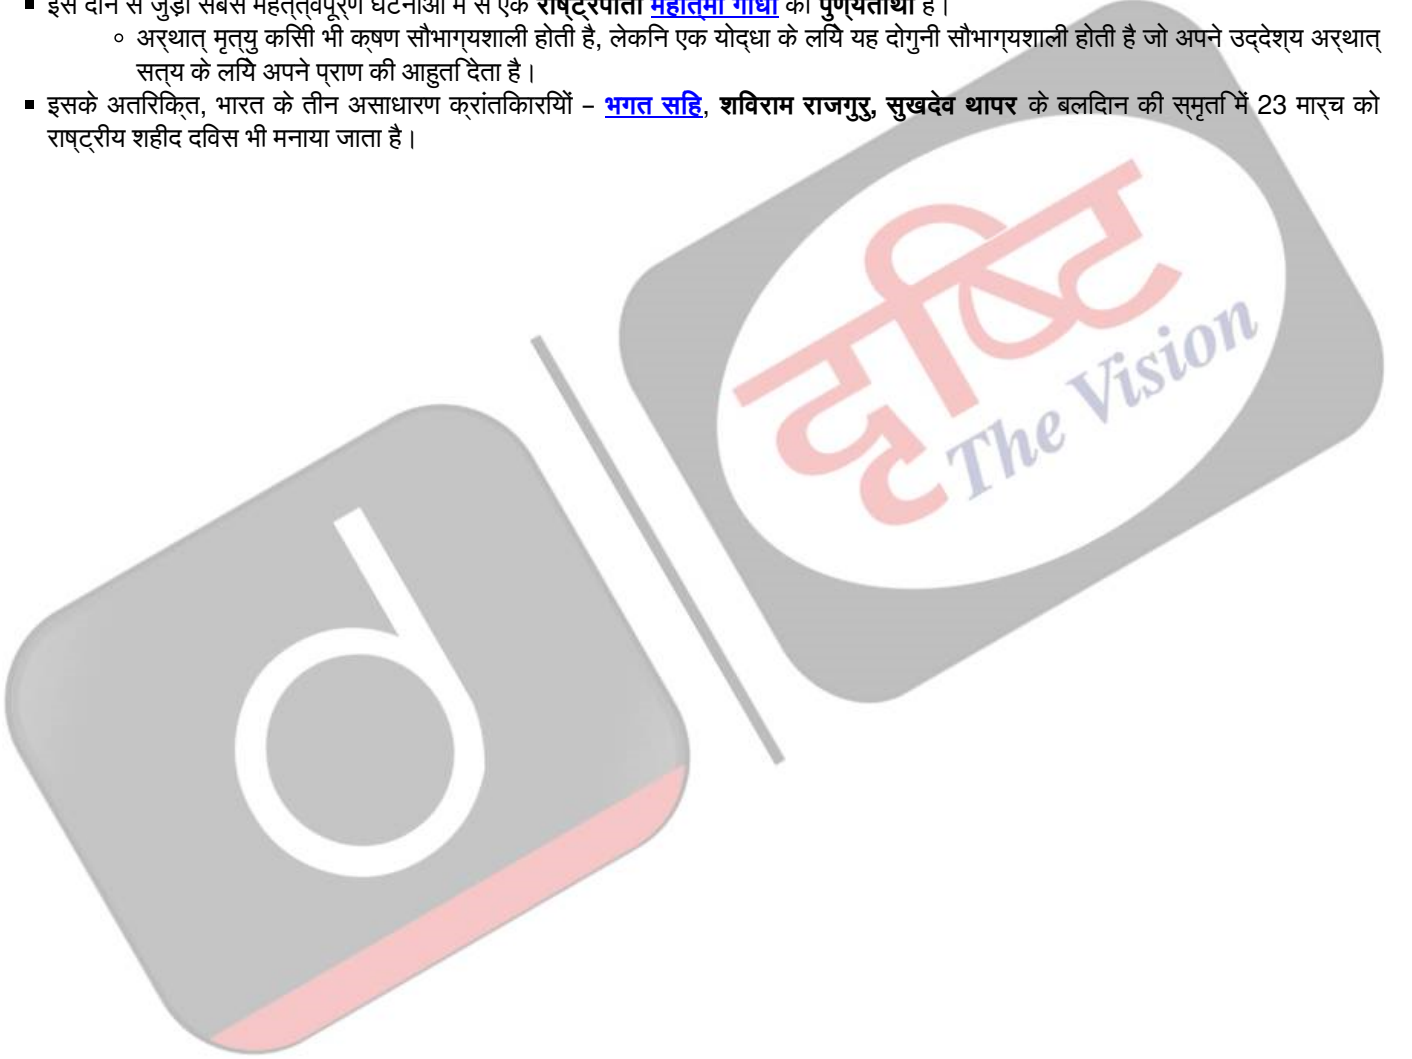 इस दिन से जुड़ी सबसे महत्त्वपूर्ण घटनाओं में से एक राष्ट्रपिता महात्मा गांधी की पुण्यतिथि है।
अर्थात् मृत्यु किसी भी क्षण सौभाग्यशाली होती है, लेकिन एक योद्धा के लिये यह दोगुनी सौभाग्यशाली होती है जो अपने उद्देश्य अर्थात्
सत्य के लिये अपने प्राण की आहुति देता है।
इसके अतिरिक्त, भारत के तीन असाधारण क्रांतिकारियों – भगत सिंह, शिवराम राजगुरु, सुखदेव थापर के बलिदान की स्मृति में 23 मार्च को
राष्ट्रीय शहीद दिवस भी मनाया जाता है।
दृष्टि
The Vision
d